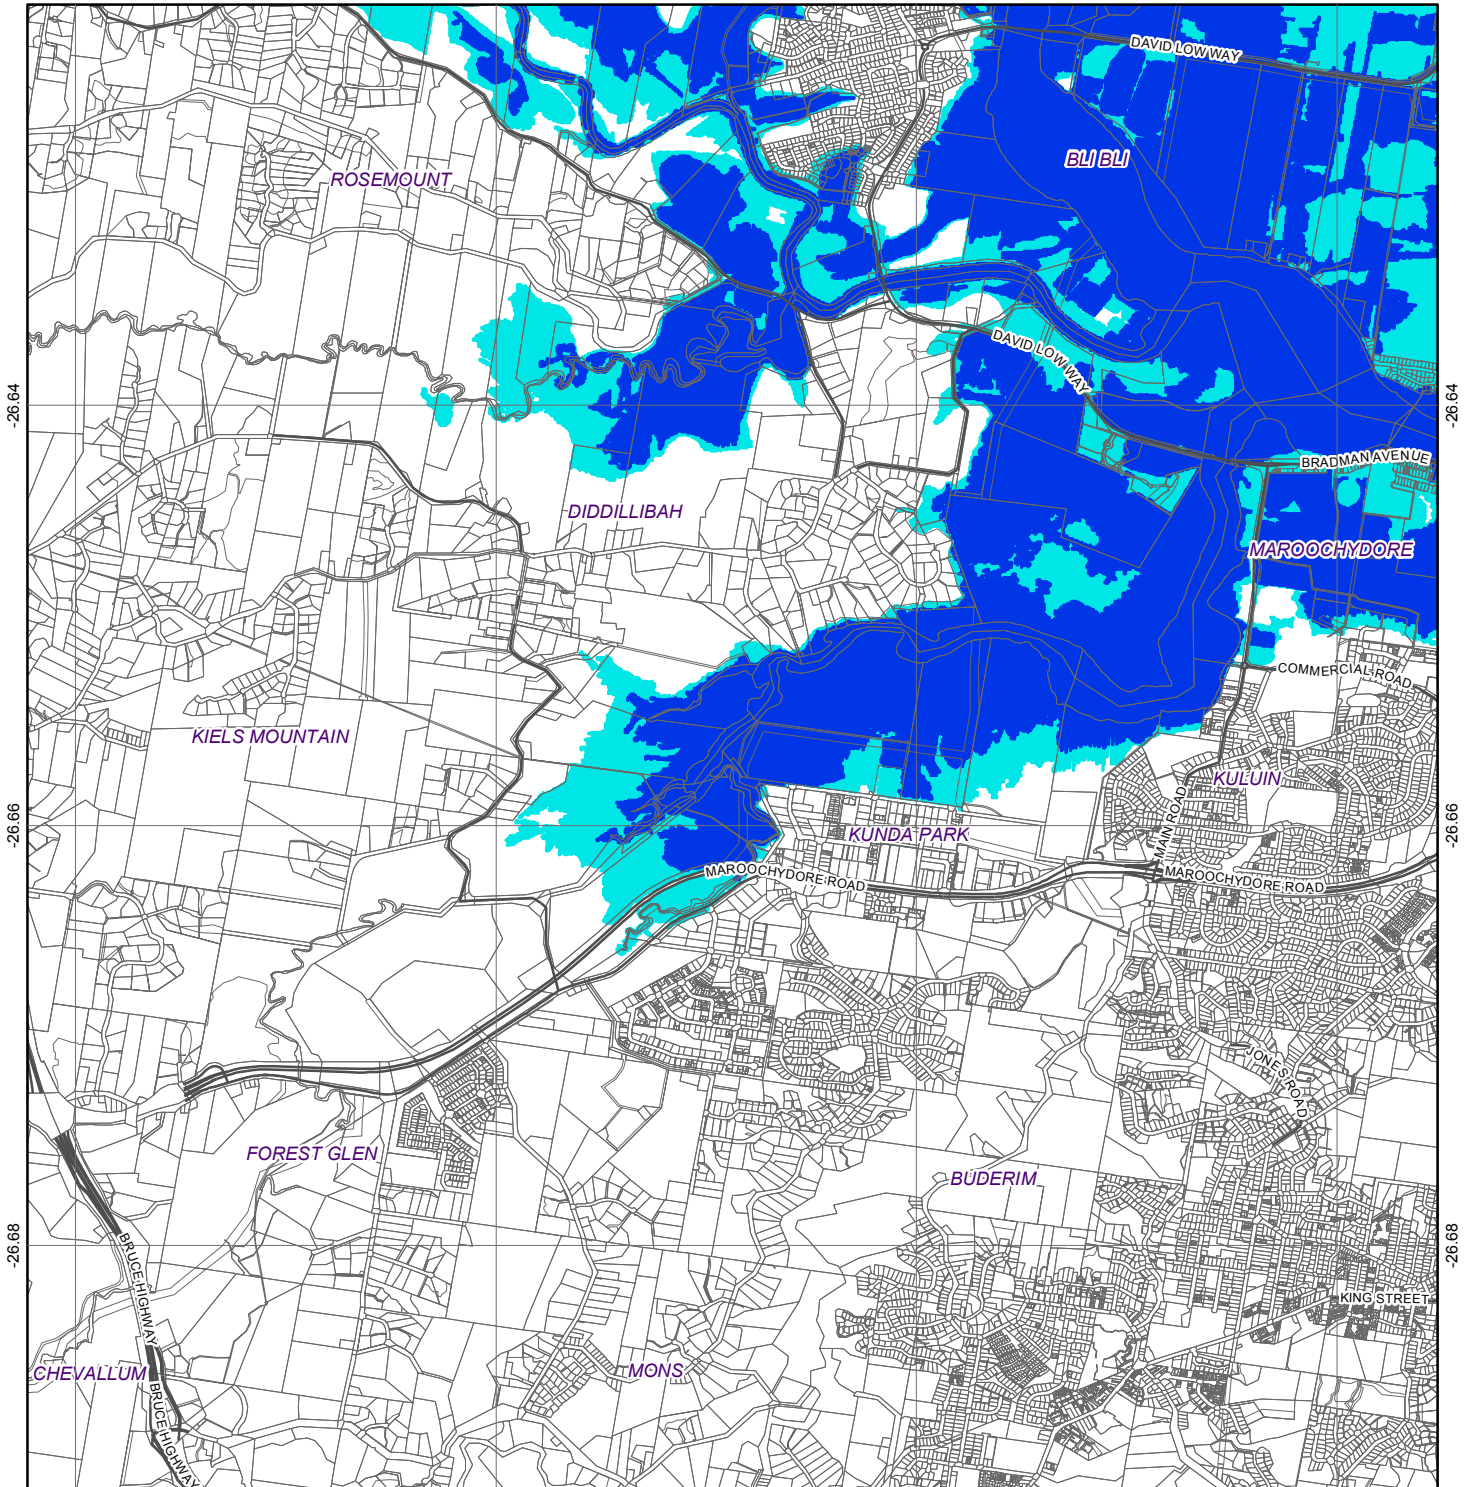 DAVID LOW WAY
BLI BLI
ROSEMOUNT
DAVID LOW WAY
-26.64
-26.64
BRADMAN AVENUE
DIDDILLIBAH
MAROOCHYDORE
COMMERCIAL ROAD
KIELS MOUNTAIN
KULUIN
MAIN ROAD
-26.66
-26.66
KUNDA PARK
MAROOCHYDORE ROAD
MAROOCHYDORE ROAD
JONES ROAD
FOREST GLEN
BUDERIM
-26.68
-26.68
BRUCE HIGHWAY
KING STREET
CHEVALLUM
MONS
BRUCE HIGHWAY